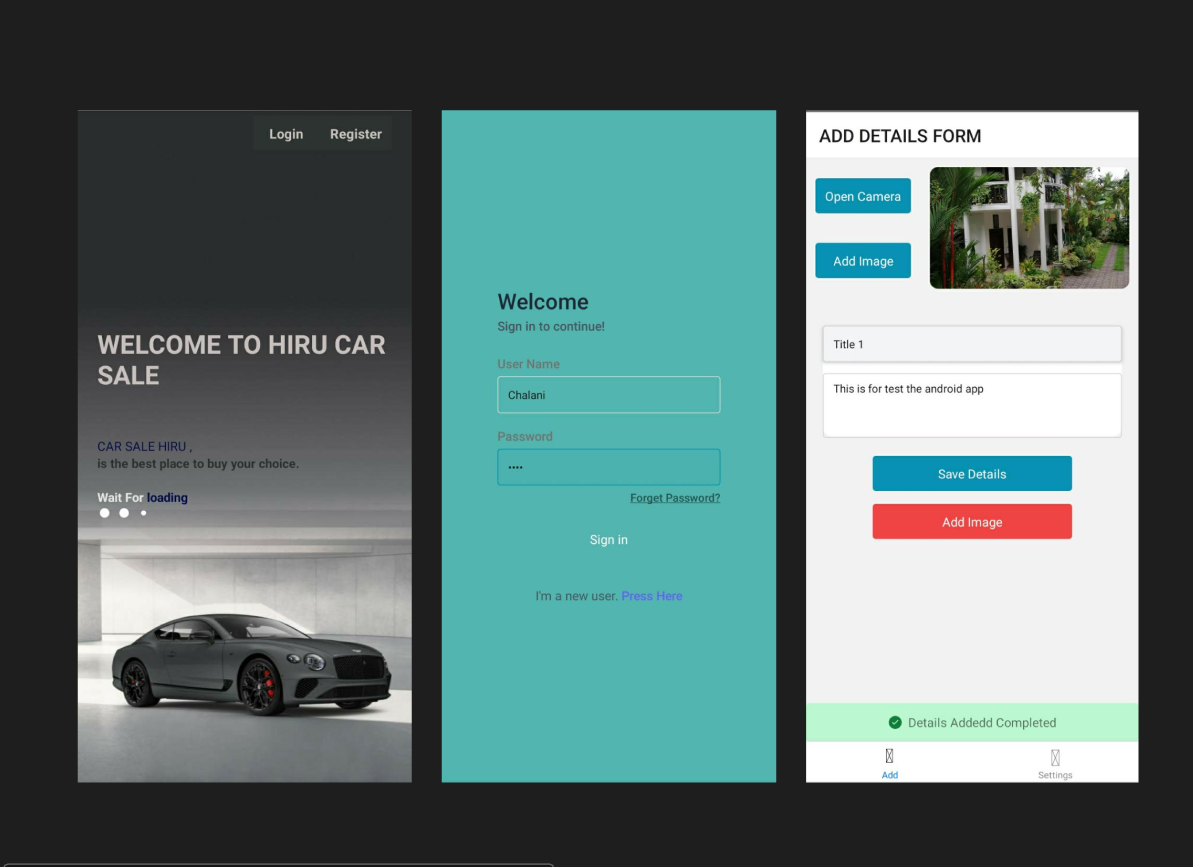 Login Register
WELCOME TO HIRU CAR
SALE
CAR SALE HIRU ,
is the best place to buy your choice.
Wait For loading
Welcome
Sign in to continue!
User Name
Chalani
Password
••••
Forget Password?
Sign in
I'm a new user. Press Here
ADD DETAILS FORM
Open Camera
Add Image
Title 1
This is for test the android app
Save Details
Add Image
Details Addedd Completed
Add
Settings